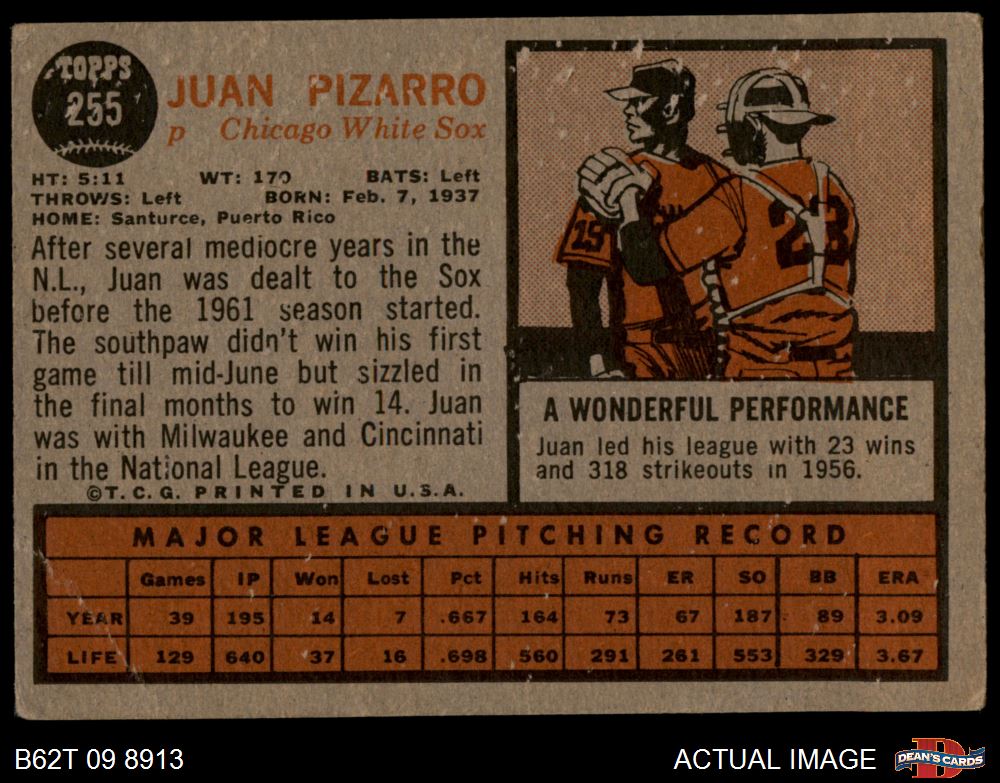 TOPPS
255
JUAN PIZARRO
p Chicago White Sox
HT: 5:11 WT: 170 BATS: Left
THROWS: Left BORN: Feb. 7, 1937
HOME: Santurce, Puerto Rico
After several mediocre years in the
N.L., Juan was dealt to the Sox
before the 1961 season started.
The southpaw didn't win his first
game till mid-June but sizzled in
the final months to win 14. Juan
was with Milwaukee and Cincinnati
in the National League.
©T.C.G. PRINTED IN U.S.A.
15
23
A WONDERFUL PERFORMANCE
Juan led his league with 23 wins
and 318 strikeouts in 1956.
MAJOR LEAGUE PITCHING RECORD
Games IP Won Lost Pct Hits Runs ER SO BB ERA
YEAR 39 195 14 7 .667 164 73 67 187 89 3.09
LIFE 129 640 37 16 .698 560 291 261 553 329 3.67
B62T 09 8913
ACTUAL IMAGE
D
DEAN'S CARDS